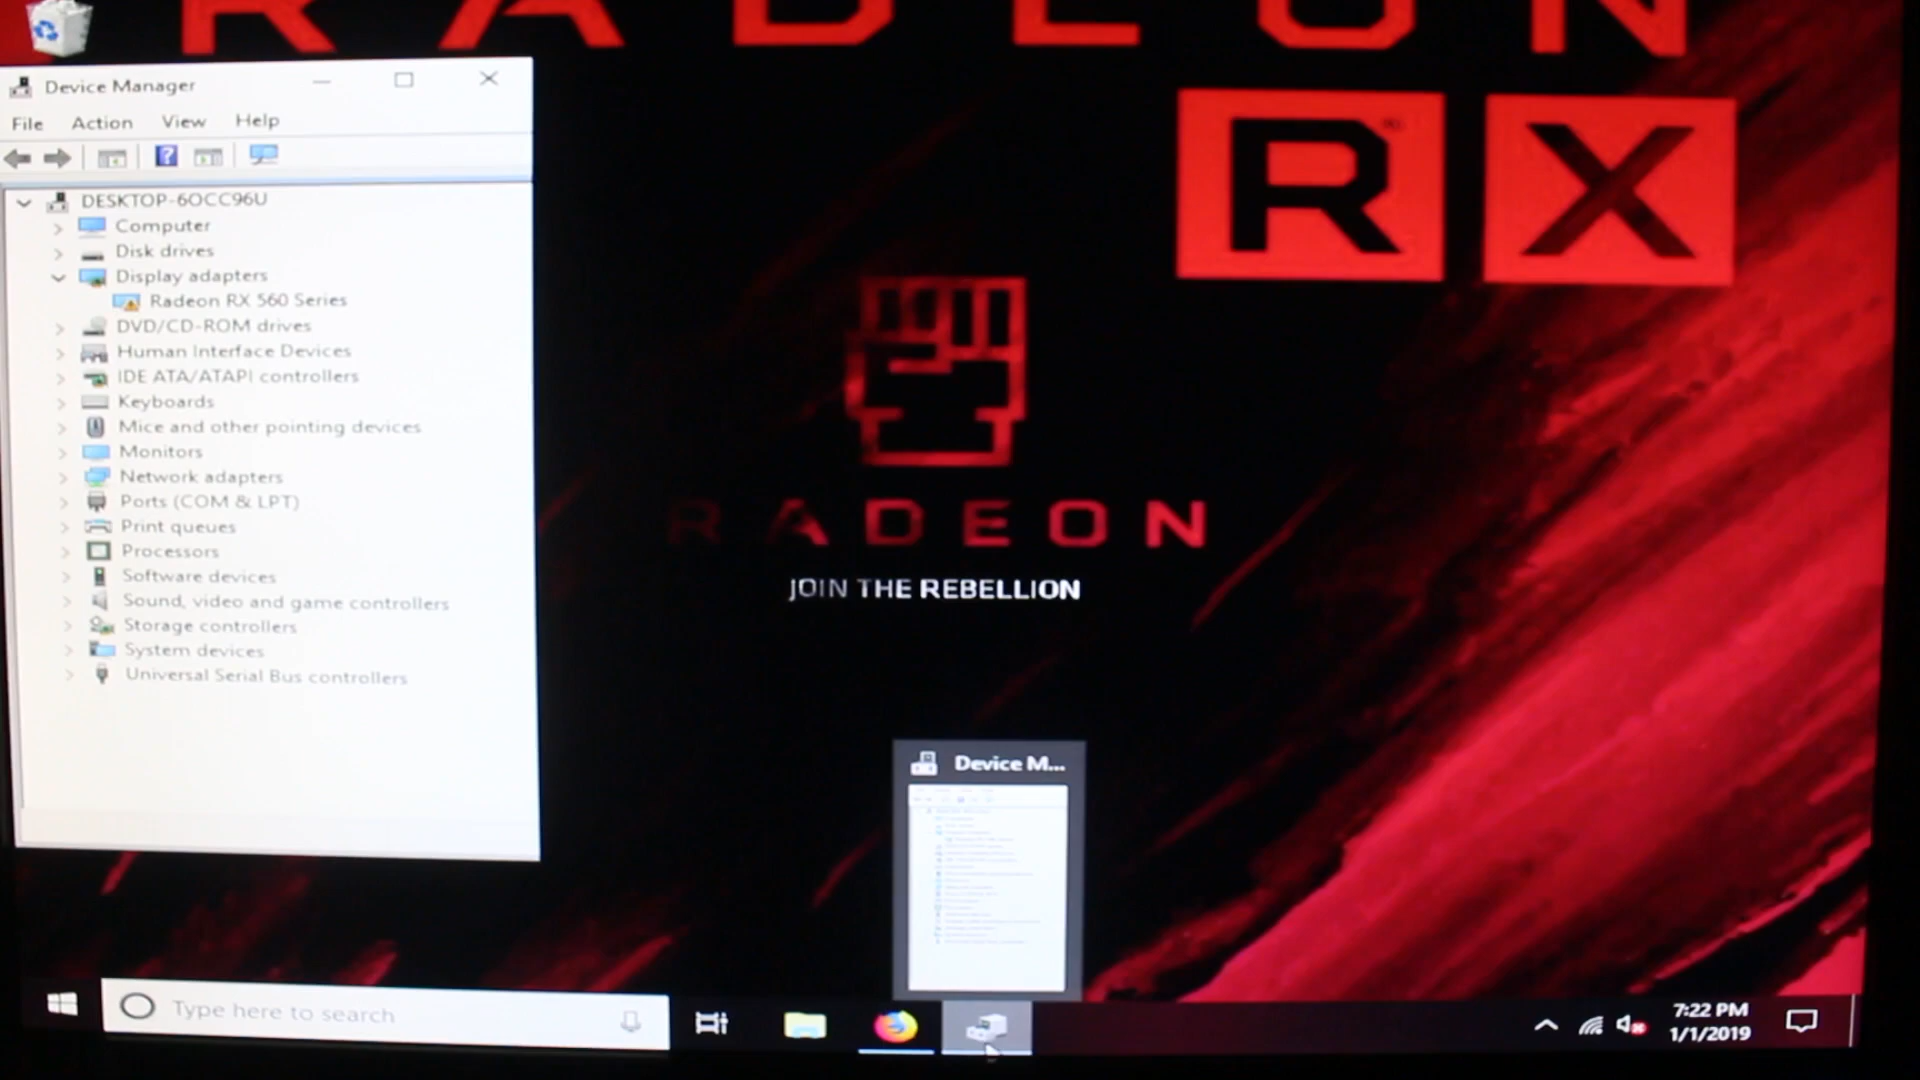 RADEON
RX
Device Manager
File Action View Help
DESKTOP-6OCC96U
Computer
Disk drives
Display adapters
Radeon RX 560 Series
DVD/CD-ROM drives
Human Interface Devices
IDE ATA/ATAPI controllers
Keyboards
Mice and other pointing devices
Monitors
Network adapters
Ports (COM & LPT)
Print queues
Processors
Software devices
Sound, video and game controllers
Storage controllers
System devices
Universal Serial Bus controllers
RADEON
JOIN THE REBELLION
Device M...
Type here to search
7:22 PM
1/1/2019